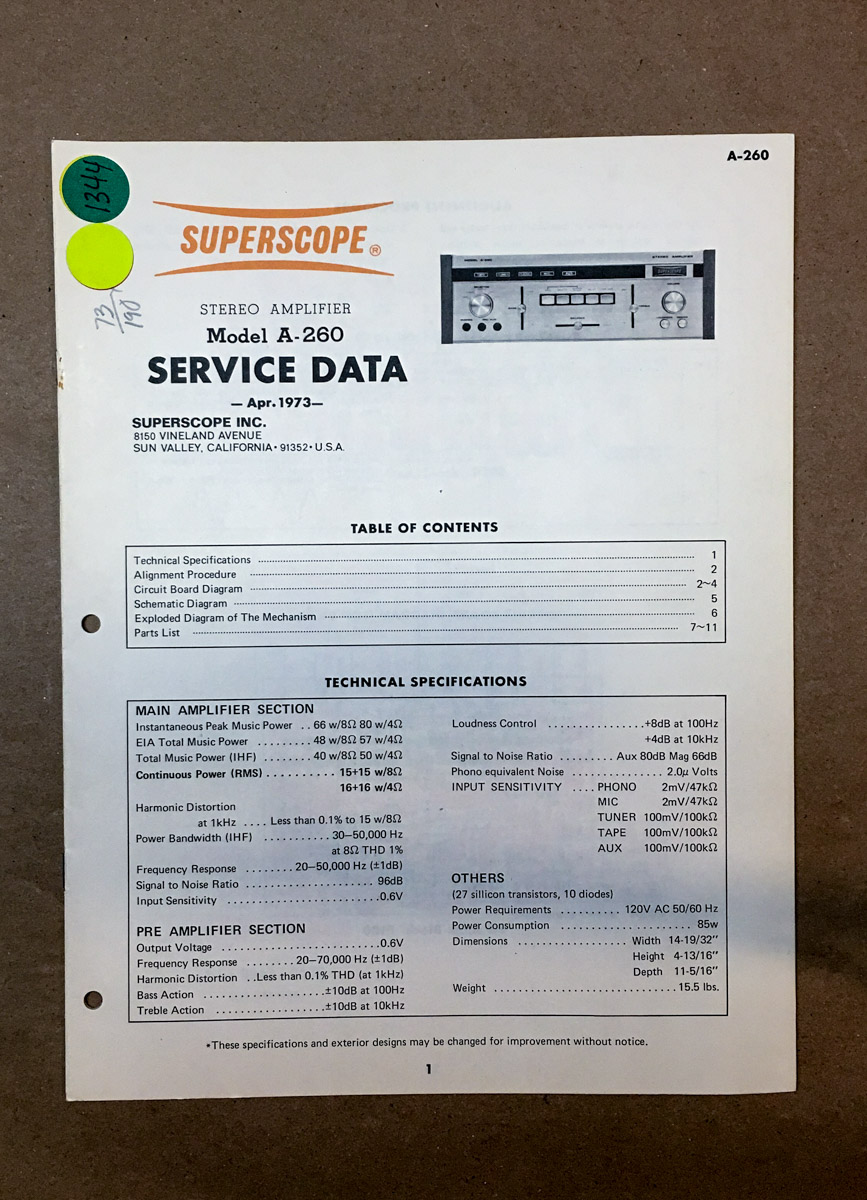 A-260
1344
SUPERSCOPE®
73/190
STEREO AMPLIFIER
Model A-260
SERVICE DATA
— Apr. 1973 —
SUPERSCOPE INC.
8150 VINELAND AVENUE
SUN VALLEY, CALIFORNIA • 91352 • U.S.A.
TABLE OF CONTENTS
Technical Specifications ........ 1
Alignment Procedure ........ 2
Circuit Board Diagram ........ 2~4
Schematic Diagram ........ 5
Exploded Diagram of The Mechanism ........ 6
Parts List ........ 7~11
TECHNICAL SPECIFICATIONS
MAIN AMPLIFIER SECTION
Instantaneous Peak Music Power .. 66 w/8Ω 80 w/4Ω
EIA Total Music Power ......... 48 w/8Ω 57 w/4Ω
Total Music Power (IHF) ........ 40 w/8Ω 50 w/4Ω
Continuous Power (RMS) .......... 15+15 w/8Ω
16+16 w/4Ω
Harmonic Distortion
at 1kHz .... Less than 0.1% to 15 w/8Ω
Power Bandwidth (IHF) ........... 30–50,000 Hz
at 8Ω THD 1%
Frequency Response ........ 20–50,000 Hz (±1dB)
Signal to Noise Ratio ..................... 96dB
Input Sensitivity ......................... 0.6V
PRE AMPLIFIER SECTION
Output Voltage .......................... 0.6V
Frequency Response ........ 20–70,000 Hz (±1dB)
Harmonic Distortion .. Less than 0.1% THD (at 1kHz)
Bass Action .................... ±10dB at 100Hz
Treble Action .................. ±10dB at 10kHz
Loudness Control ................ +8dB at 100Hz
+4dB at 10kHz
Signal to Noise Ratio ......... Aux 80dB Mag 66dB
Phono equivalent Noise ............... 2.0μ Volts
INPUT SENSITIVITY .... PHONO 2mV/47kΩ
MIC 2mV/47kΩ
TUNER 100mV/100kΩ
TAPE 100mV/100kΩ
AUX 100mV/100kΩ
OTHERS
(27 sillicon transistors, 10 diodes)
Power Requirements .......... 120V AC 50/60 Hz
Power Consumption ...................... 85w
Dimensions .................. Width 14-19/32"
Height 4-13/16"
Depth 11-5/16"
Weight ............................... 15.5 lbs.
*These specifications and exterior designs may be changed for improvement without notice.
1